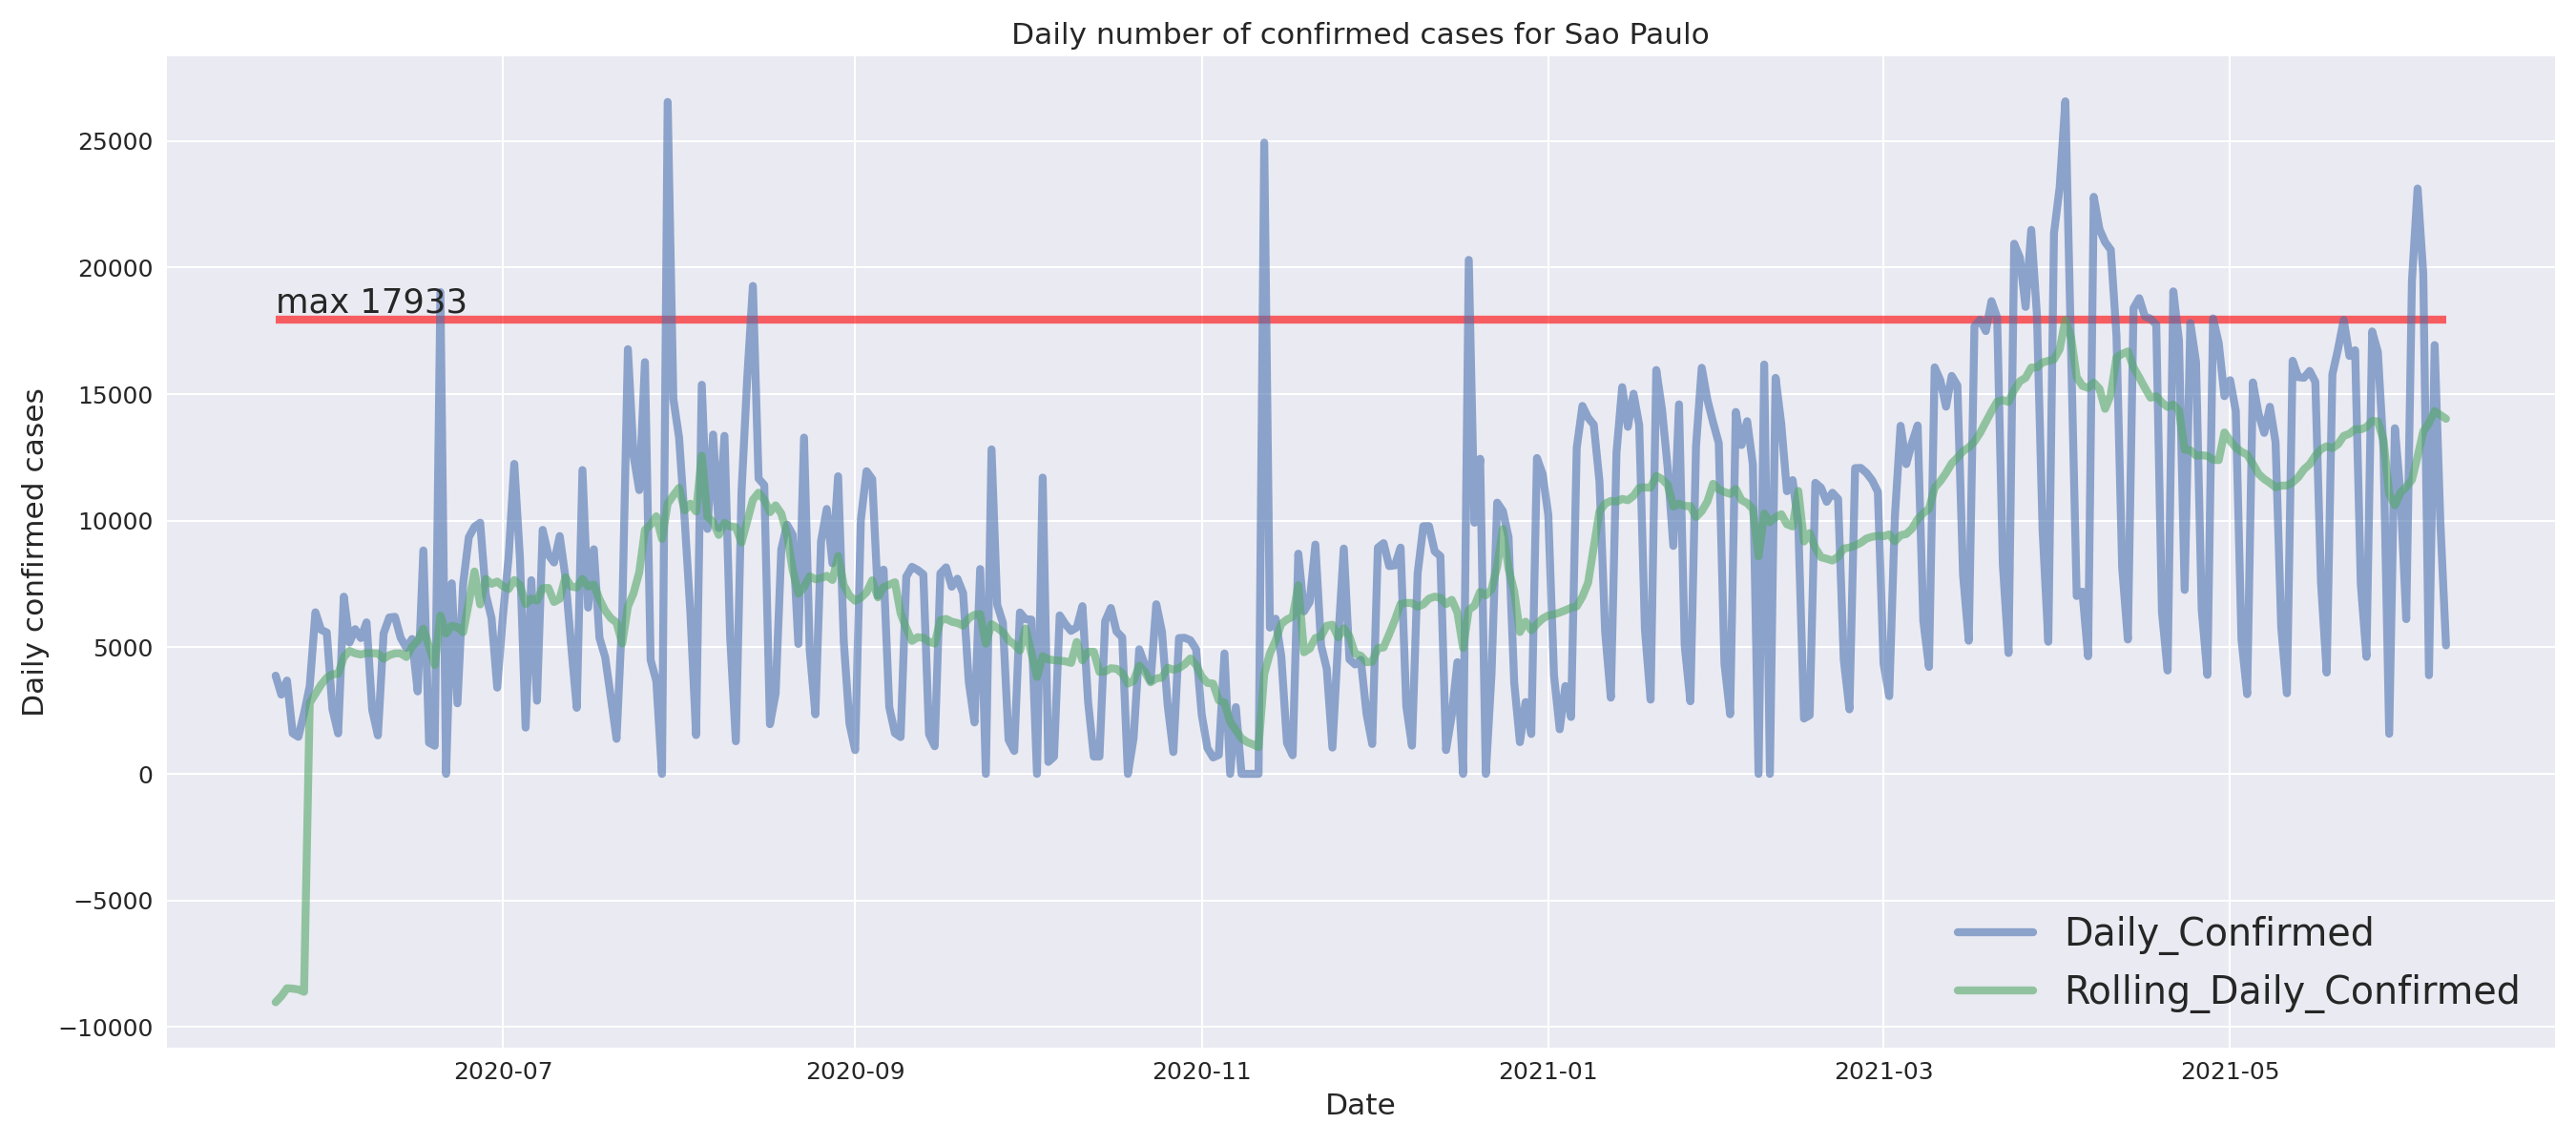 Daily number of confirmed cases for Sao Paulo
Daily confirmed cases
25000
20000
15000
10000
5000
0
−5000
−10000
max 17933
Daily_Confirmed
Rolling_Daily_Confirmed
2020-07 2020-09 2020-11 2021-01 2021-03 2021-05
Date